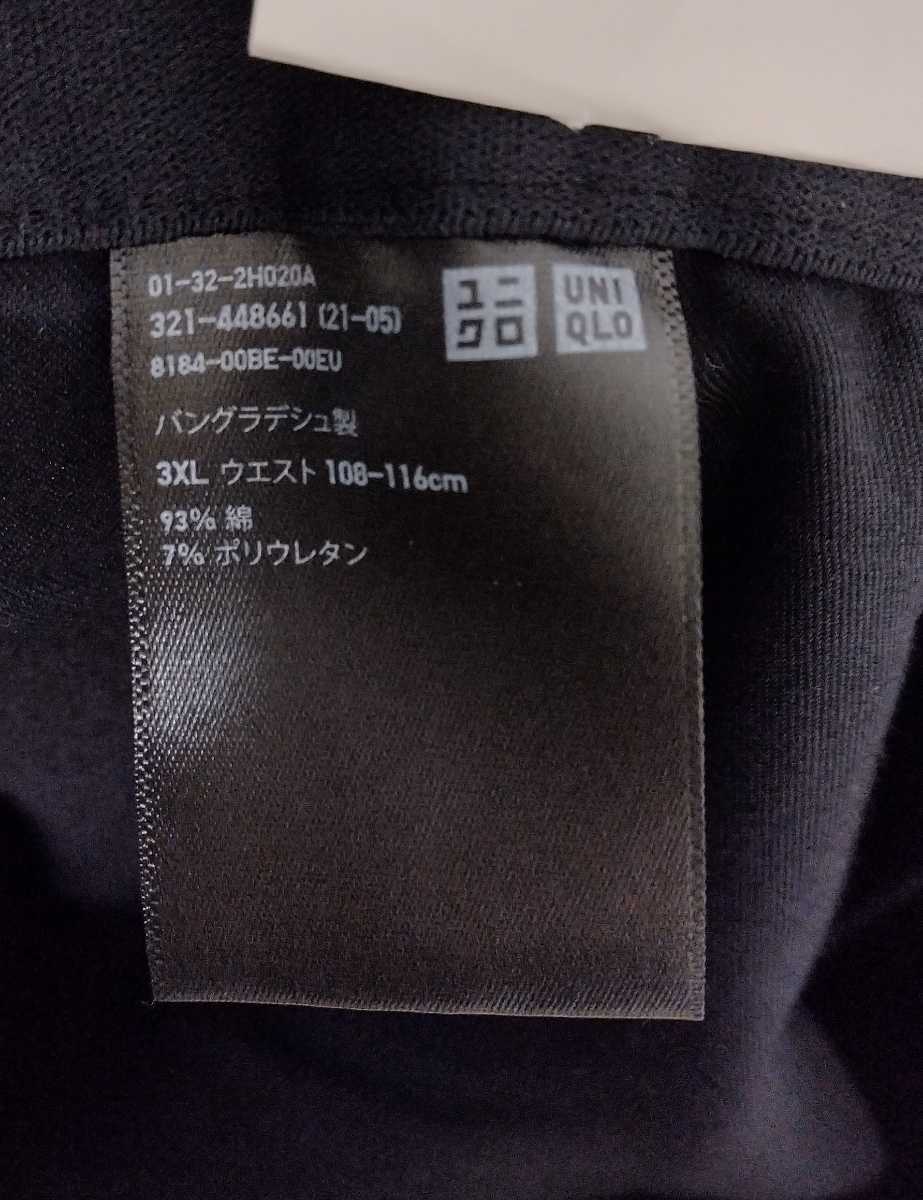 01-32-2H020A
321-448661 (21-05)
8184-00BE-00EU
ユニ
クロ
UNI
QLO
バングラデシュ製
3XL ウエスト 108-116cm
93% 綿
7% ポリウレタン